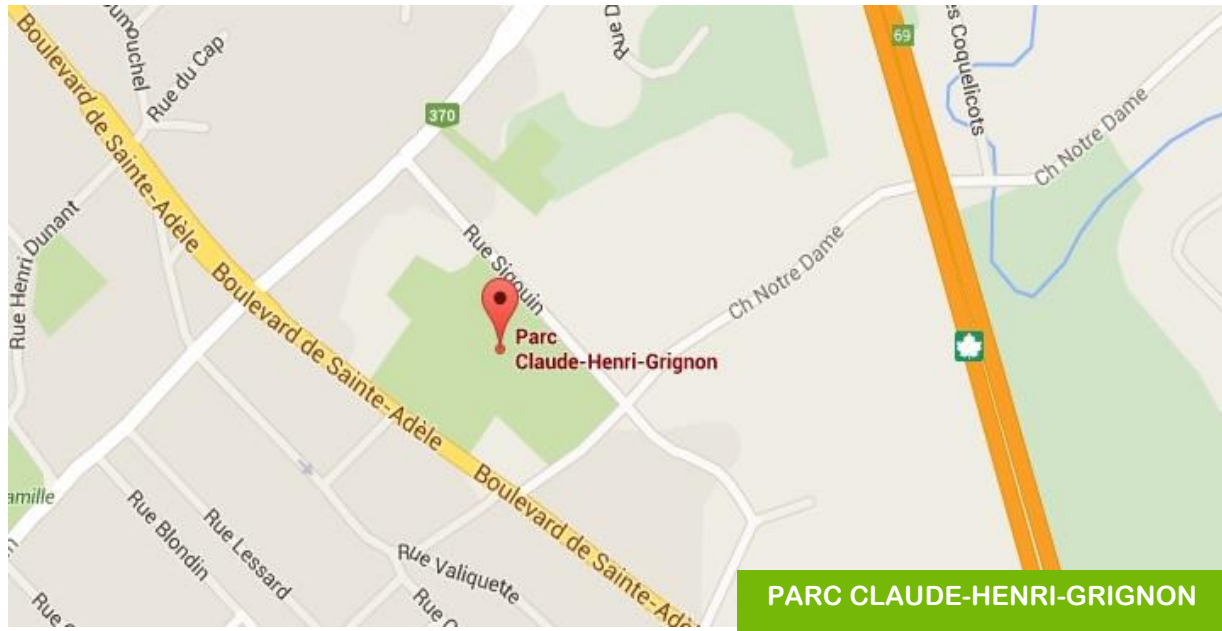 Boulevard de Sainte-Adèle
Rue du Cap
370
69
Ch Notre Dame
Rue Henri Dunant
Boulevard de Sainte-Adèle
Rue Sigouin
Ch Notre Dame
Parc
Claude-Henri-Grignon
Boulevard de Sainte-Adèle
Rue Blondin
Rue Lessard
Rue Valiquette
PARC CLAUDE-HENRI-GRIGNON